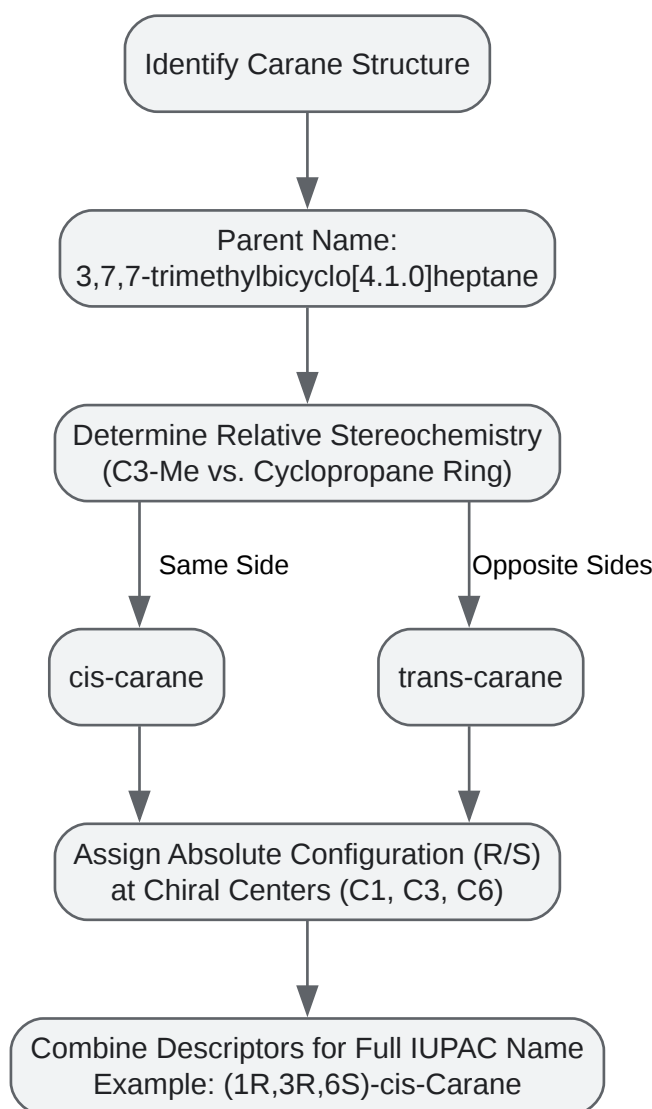 Identify Carane Structure
Parent Name:
3,7,7-trimethylbicyclo[4.1.0]heptane
Determine Relative Stereochemistry
(C3-Me vs. Cyclopropane Ring)
Same Side
Opposite Sides
cis-carane
trans-carane
Assign Absolute Configuration (R/S)
at Chiral Centers (C1, C3, C6)
Combine Descriptors for Full IUPAC Name
Example: (1R,3R,6S)-cis-Carane